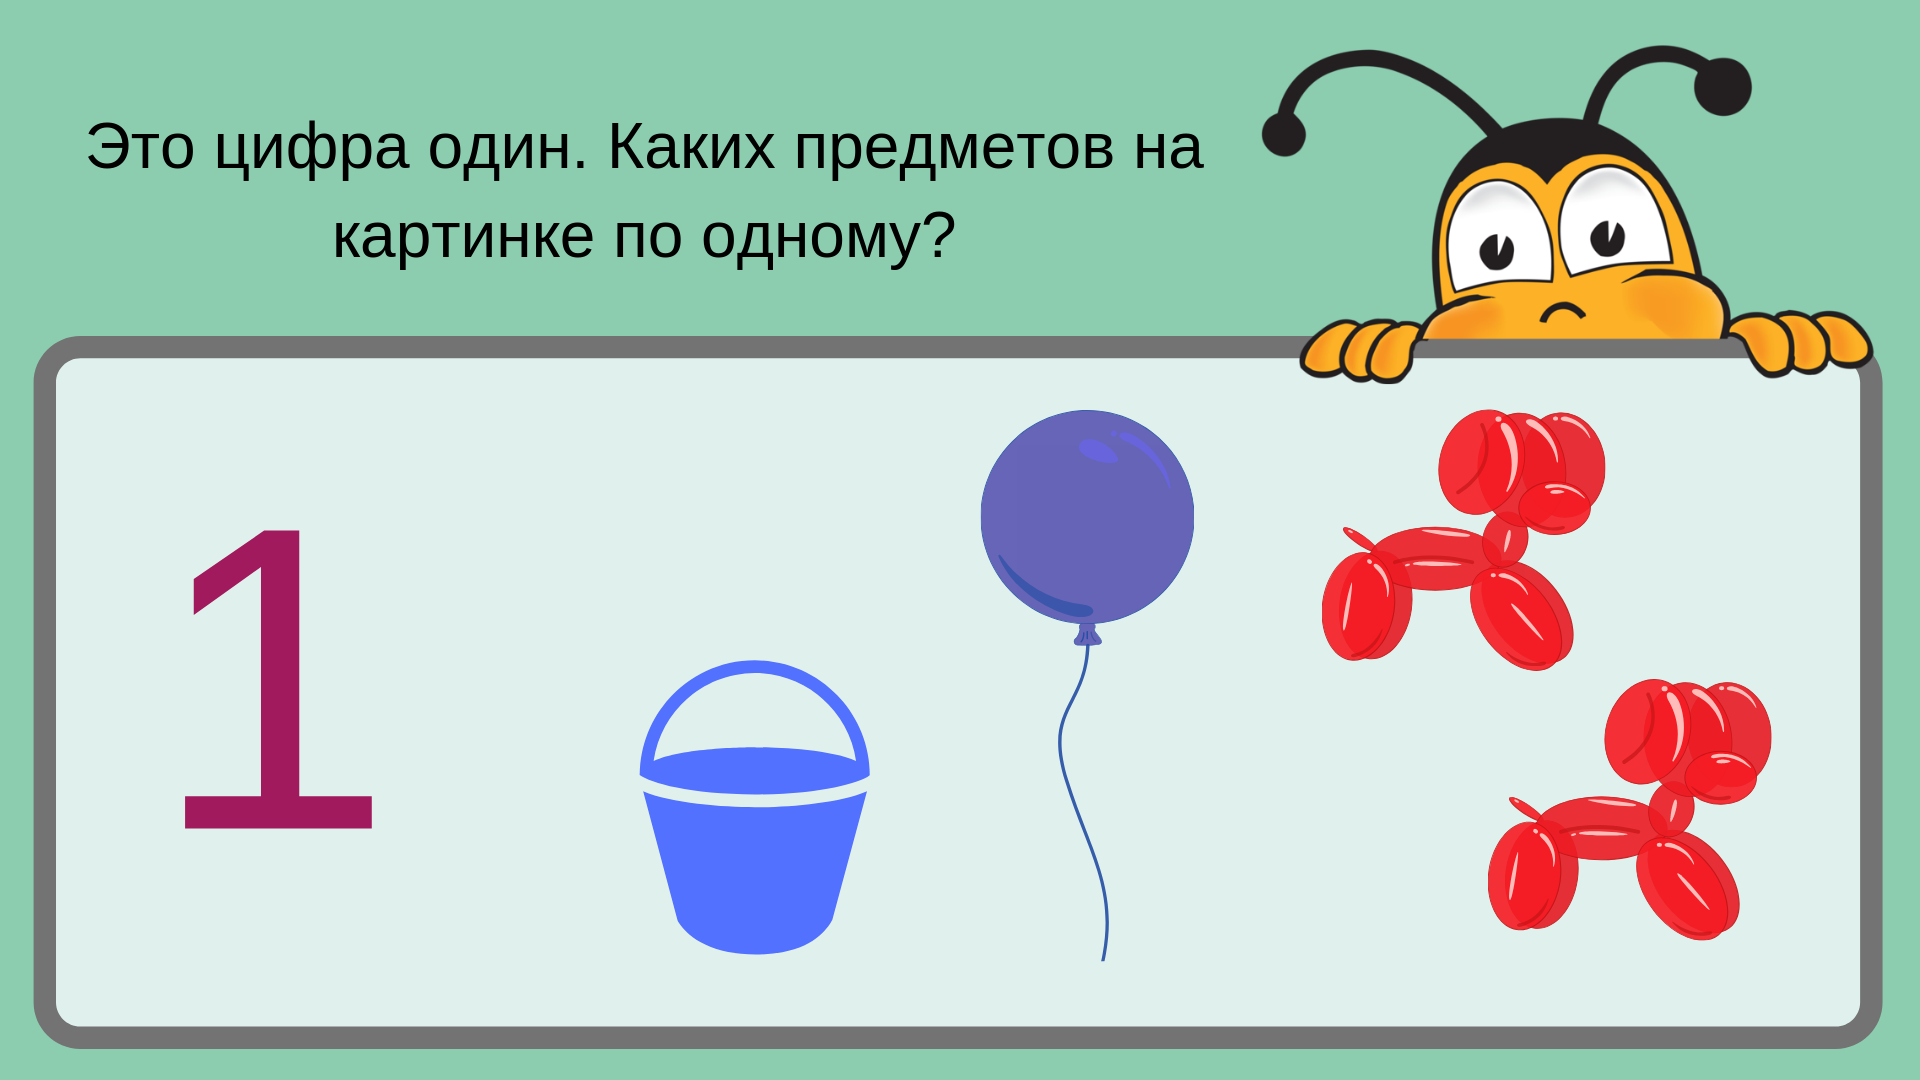 Это цифра один. Каких предметов на
картинке по одному?
1